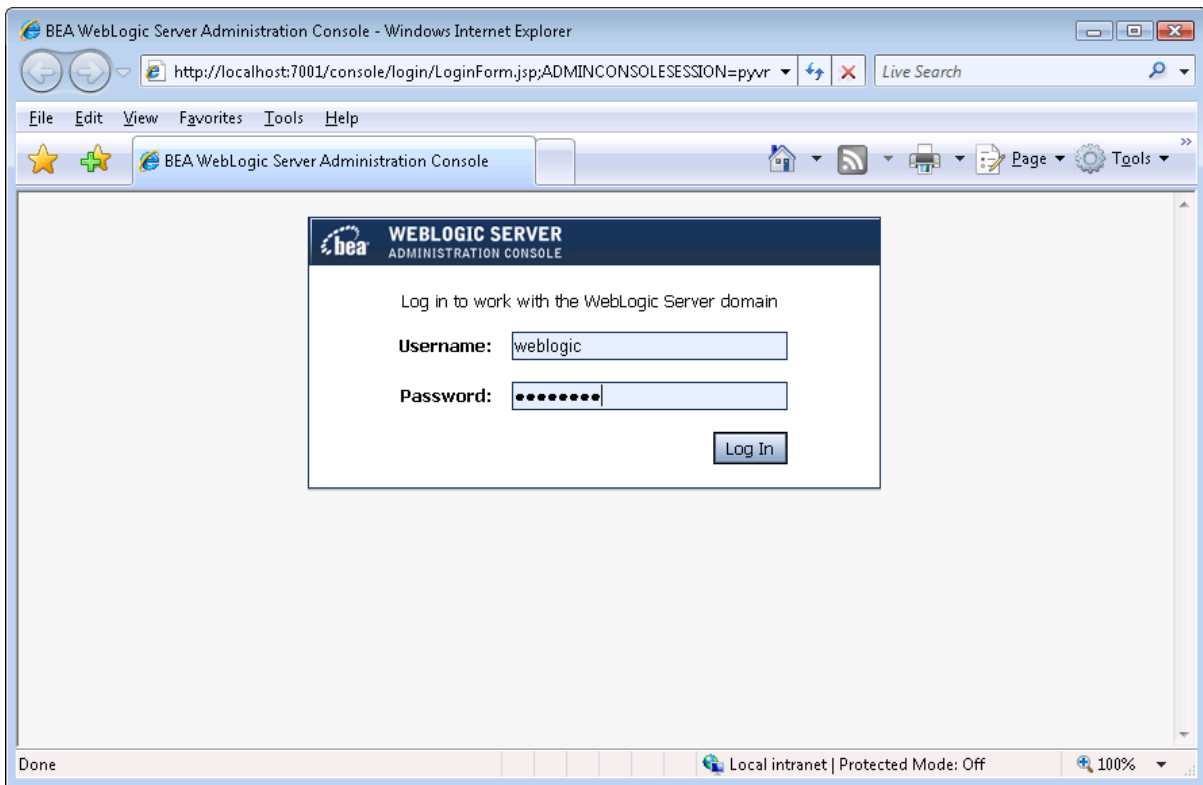 BEA WebLogic Server Administration Console - Windows Internet Explorer
http://localhost:7001/console/login/LoginForm.jsp;ADMINCONSOLESESSION=pyvr
Live Search
File Edit View Favorites Tools Help
BEA WebLogic Server Administration Console
Page Tools
bea WEBLOGIC SERVER
ADMINISTRATION CONSOLE
Log in to work with the WebLogic Server domain
Username: weblogic
Password: ••••••••
Log In
Done Local intranet | Protected Mode: Off 100%